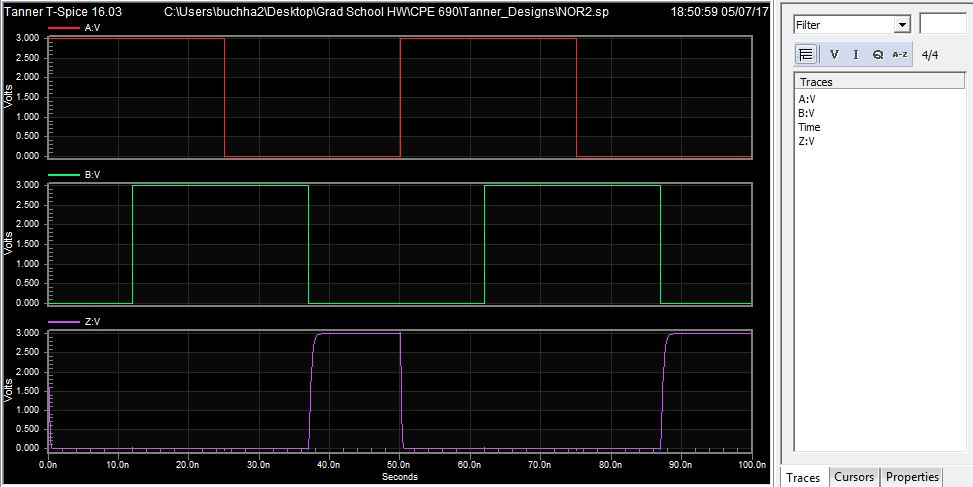 Tanner T-Spice 16.03 C:\Users\buchha2\Desktop\Grad School HW\CPE 690\Tanner_Designs\NOR2.sp 18:50:59 05/07/17
A:V
3.000
2.500
2.000
1.500
1.000
0.500
0.000
Volts
B:V
3.000
2.500
2.000
1.500
1.000
0.500
0.000
Volts
Z:V
3.000
2.500
2.000
1.500
1.000
0.500
0.000
Volts
0.0n 10.0n 20.0n 30.0n 40.0n 50.0n 60.0n 70.0n 80.0n 90.0n 100.0n
Seconds
Filter
V I Q A-Z 4/4
Traces
A:V
B:V
Time
Z:V
Traces Cursors Properties